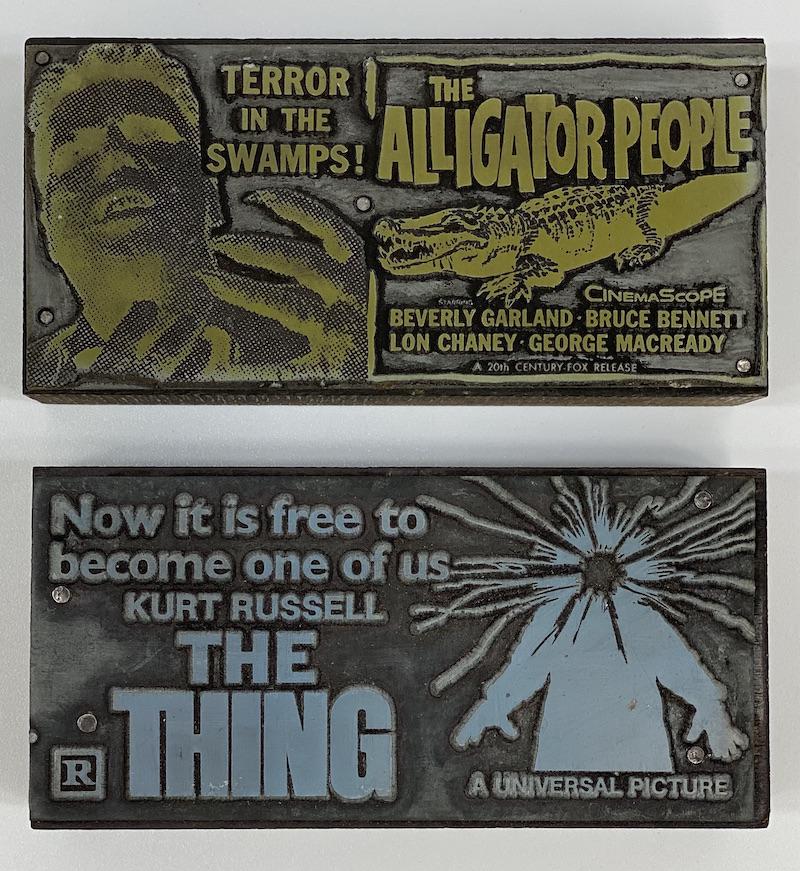 TERROR
IN THE
SWAMPS!
THE
ALLIGATOR PEOPLE
CINEMASCOPE
STARRING
BEVERLY GARLAND · BRUCE BENNETT
LON CHANEY · GEORGE MACREADY
A 20th CENTURY-FOX RELEASE
Now it is free to
become one of us
KURT RUSSELL
THE
THING
R
A UNIVERSAL PICTURE